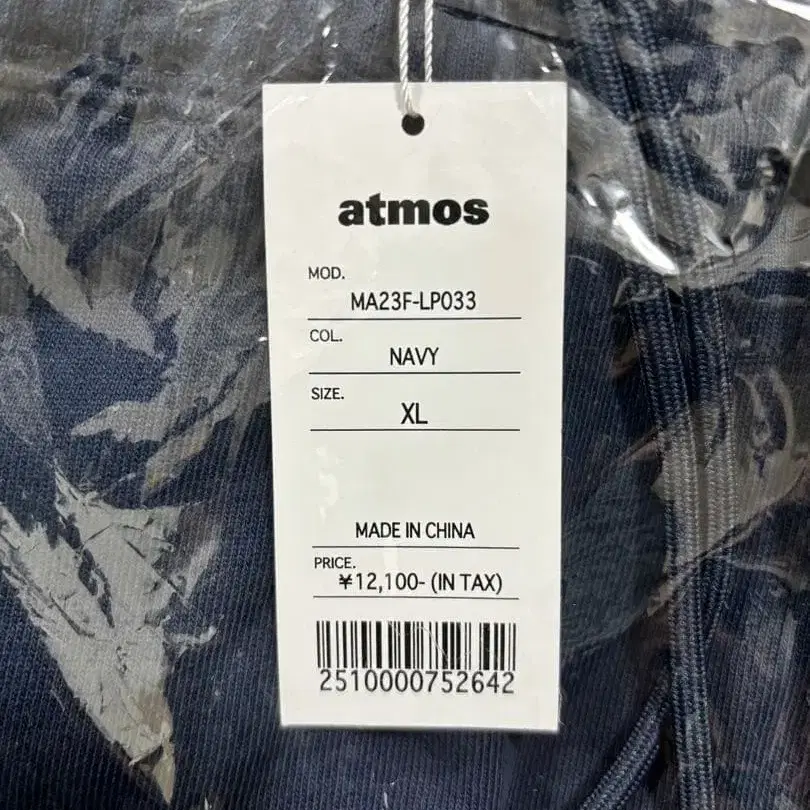 atmos
MOD.
MA23F-LP033
COL.
NAVY
SIZE.
XL
MADE IN CHINA
PRICE.
¥12,100- (IN TAX)
2510000752642